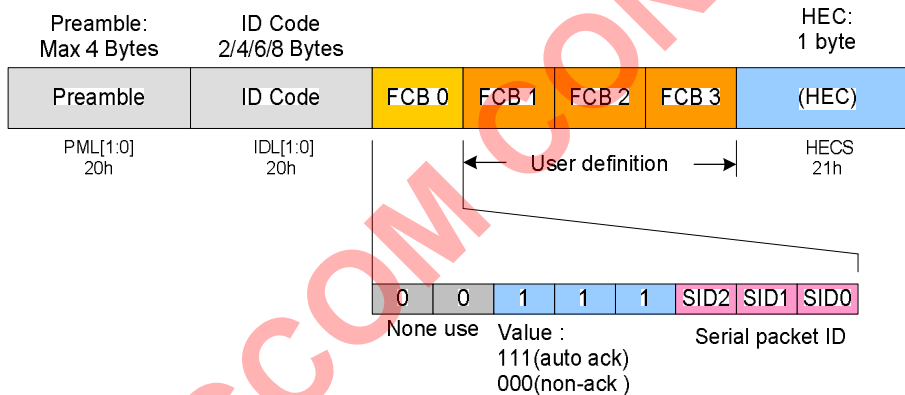 Preamble:
Max 4 Bytes
ID Code
2/4/6/8 Bytes
HEC:
1 byte
Preamble
ID Code
FCB 0
FCB 1
FCB 2
FCB 3
(HEC)
PML[1:0]
20h
IDL[1:0]
20h
User definition
HECS
21h
0
0
1
1
1
SID2
SID1
SID0
None use
Value :
111(auto ack)
000(non-ack )
Serial packet ID